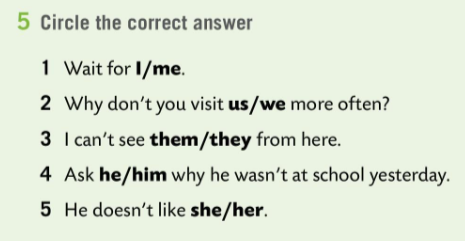 5 Circle the correct answer
1 Wait for I/me.
2 Why don't you visit us/we more often?
3 I can't see them/they from here.
4 Ask he/him why he wasn't at school yesterday.
5 He doesn't like she/her.